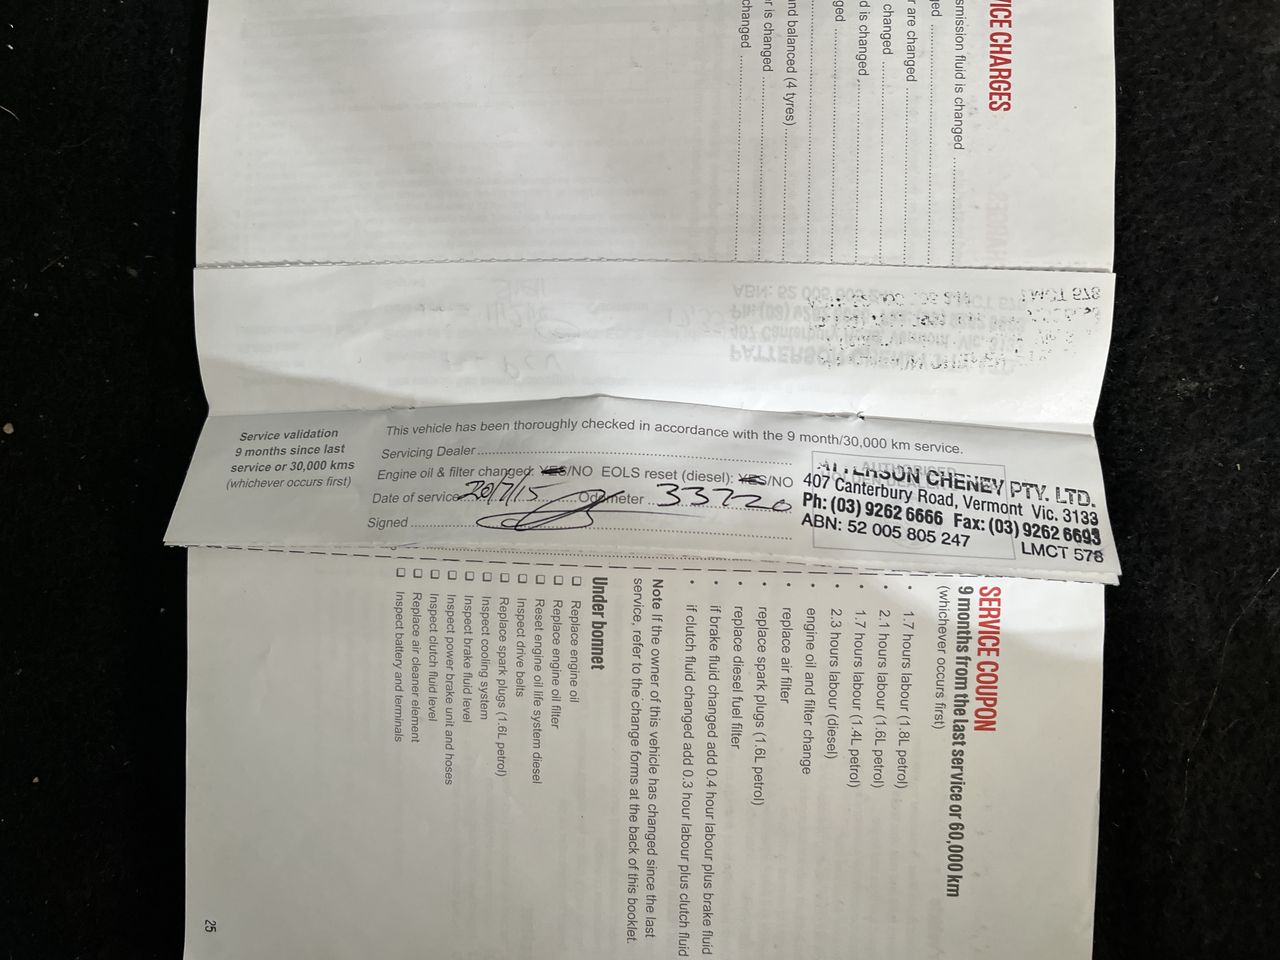 VICE CHARGES
smission fluid is changed
ged
r are changed
changed
d is changed
ged
nd balanced (4 tyres)
r is changed
changed
Service validation
9 months since last
service or 30,000 kms
(whichever occurs first)
This vehicle has been thoroughly checked in accordance with the 9 month/30,000 km service.
Servicing Dealer
Engine oil & filter changed: YES/NO EOLS reset (diesel): YES/NO
Date of service 20/7/15 Odometer 33720
Signed
CHENEY PTY. LTD.
407 Canterbury Road, Vermont Vic. 3133
Ph: (03) 9262 6666 Fax: (03) 9262 6693
ABN: 52 005 805 247
LMCT 578
SERVICE COUPON
9 months from the last service or 60,000 km
(whichever occurs first)
• 1.7 hours labour (1.8L petrol)
• 2.1 hours labour (1.6L petrol)
• 1.7 hours labour (1.4L petrol)
• 2.3 hours labour (diesel)
• engine oil and filter change
• replace air filter
• replace spark plugs (1.6L petrol)
• replace diesel fuel filter
• if brake fluid changed add 0.4 hour labour plus brake fluid
• if clutch fluid changed add 0.3 hour labour plus clutch fluid
Note If the owner of this vehicle has changed since the last
service, refer to the change forms at the back of this booklet.
Under bonnet
❑ Replace engine oil
❑ Replace engine oil filter
❑ Reset engine oil life system diesel
❑ Inspect drive belts
❑ Replace spark plugs (1.6L petrol)
❑ Inspect cooling system
❑ Inspect brake fluid level
❑ Inspect power brake unit and hoses
❑ Inspect clutch fluid level
❑ Replace air cleaner element
❑ Inspect battery and terminals
25